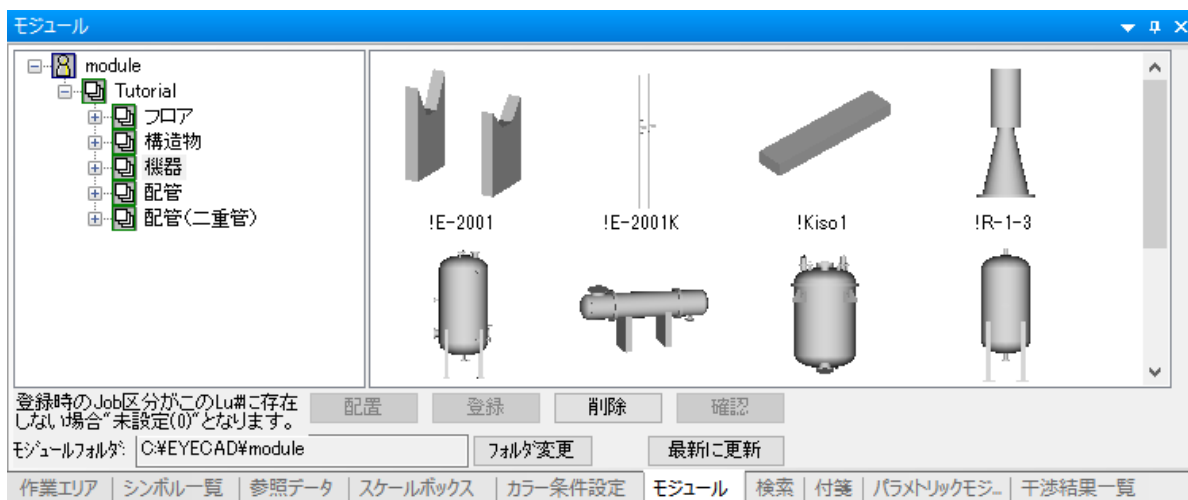 モジュール
module
Tutorial
フロア
構造物
機器
配管
配管(二重管)
!E-2001
!E-2001K
!Kiso1
!R-1-3
登録時のJob区分がこのLu#に存在
しない場合"未設定(0)"となります。
配置
登録
削除
確認
モジュールフォルダ:
C:¥EYECAD¥module
フォルダ変更
最新に更新
作業エリア
シンボル一覧
参照データ
スケールボックス
カラー条件設定
モジュール
検索
付箋
パラメトリックモジ...
干渉結果一覧